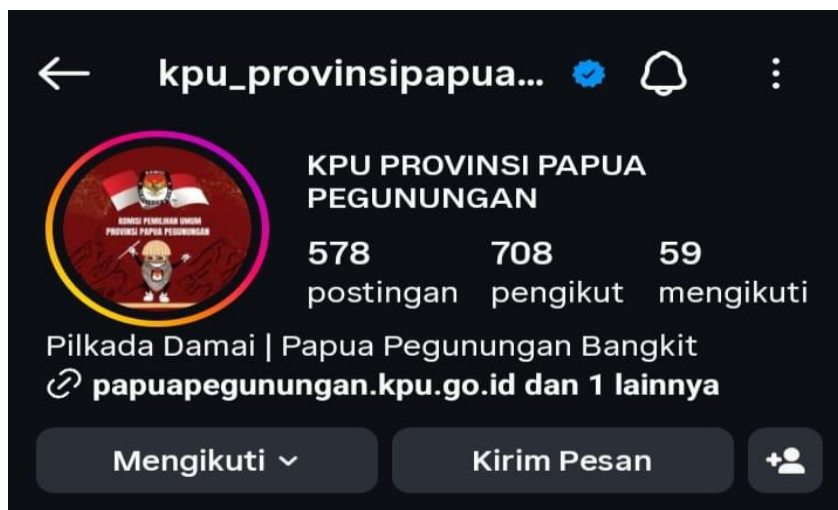 kpu_provinsipapua...
KOMISI PEMILIHAN UMUM
PROVINSI PAPUA PEGUNUNGAN
KPU PROVINSI PAPUA
PEGUNUNGAN
578 708 59
postingan pengikut mengikuti
Pilkada Damai | Papua Pegunungan Bangkit
papuapegunungan.kpu.go.id dan 1 lainnya
Mengikuti Kirim Pesan